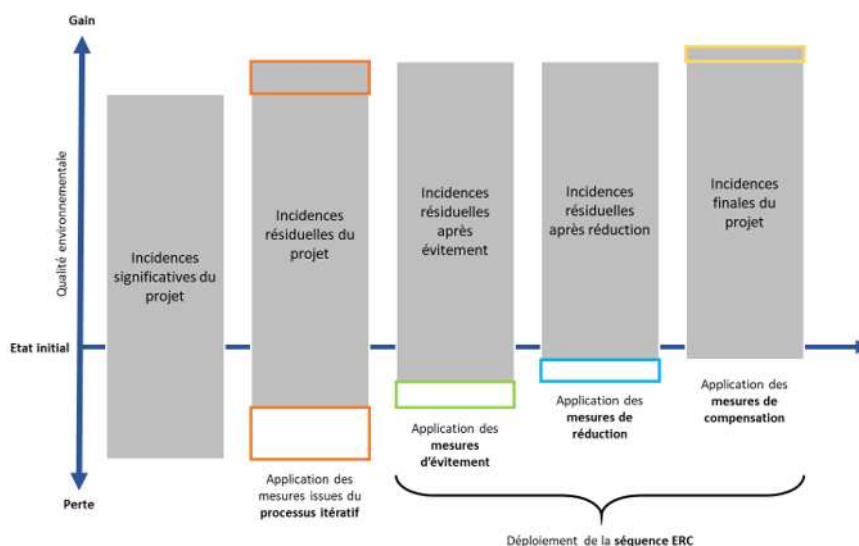 Gain
Qualité environnementale
Etat initial
Perte
Incidences
significatives du
projet
Incidences
résiduelles du
projet
Application des
mesures issues du
processus itératif
Incidences
résiduelles
après
évitement
Application des
mesures
d'évitement
Incidences
résiduelles
après réduction
Application des
mesures de
réduction
Incidences
finales du
projet
Application des
mesures de
compensation
Déploiement de la séquence ERC